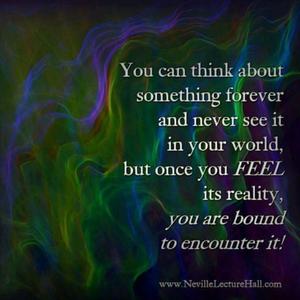 You can think about
something forever
and never see it
in your world,
but once you FEEL
its reality,
you are bound
to encounter it!
www.NevilleLectureHall.com